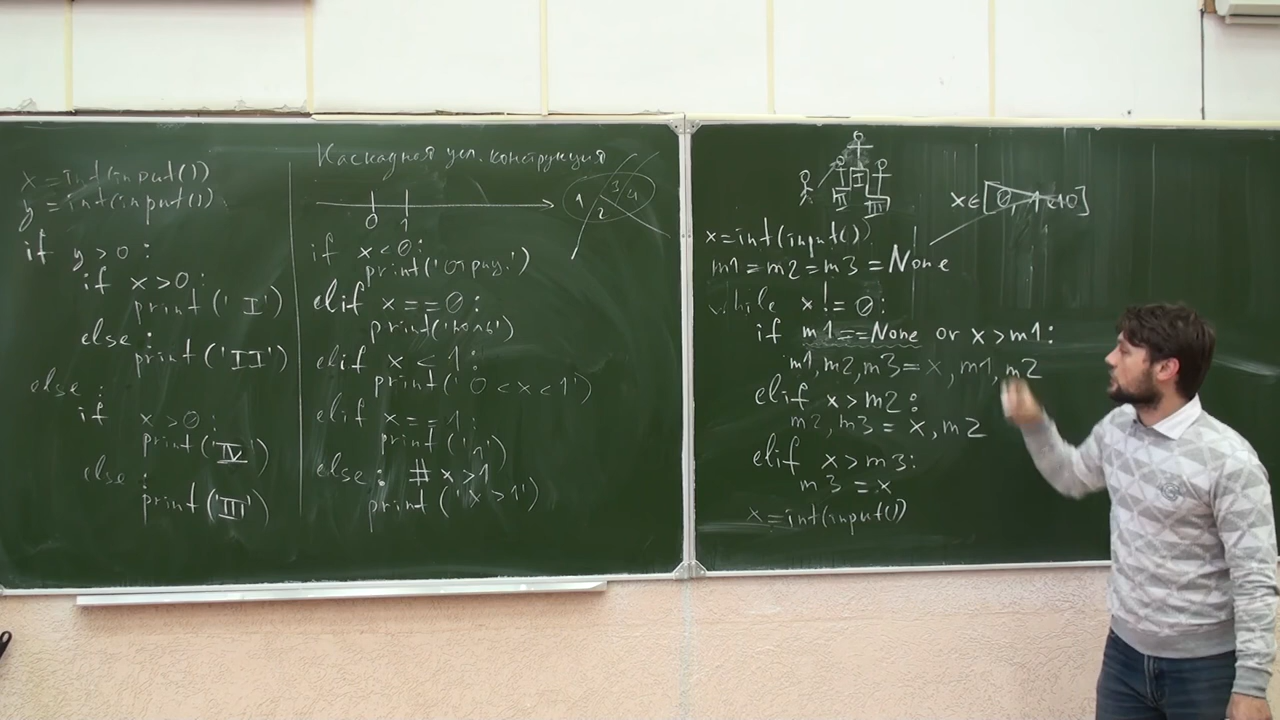 x = int(input())
y = int(input())
if y > 0 :
if x > 0 :
print (' I')
else :
print ('II')
else :
if x > 0 :
print ('IV')
else :
print ('III')
Каскадная усл. конструкция
0 1
1 2 3 4
if x < 0 :
print('отриц.')
elif x == 0 :
print('ноль')
elif x < 1 :
print(' 0 < x < 1')
elif x == 1 :
print (' 1')
else : # x > 1
print (' x > 1')
I
II
III
x ∈ [0, 10]
x = int(input())
m1 = m2 = m3 = None
while x != 0 :
if m1 == None or x > m1 :
m1, m2, m3 = x, m1, m2
elif x > m2 :
m2, m3 = x, m2
elif x > m3 :
m3 = x
x = int(input())